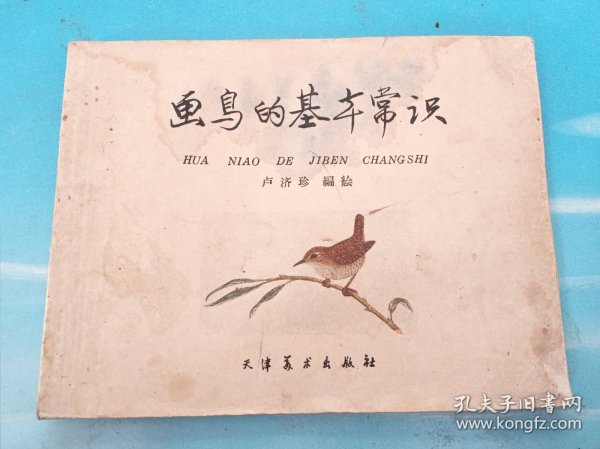 画鸟的基本常识
HUA NIAO DE JIBEN CHANGSHI
卢济珍 編绘
天津美术出版社
孔夫子旧书网
www.kongfz.com